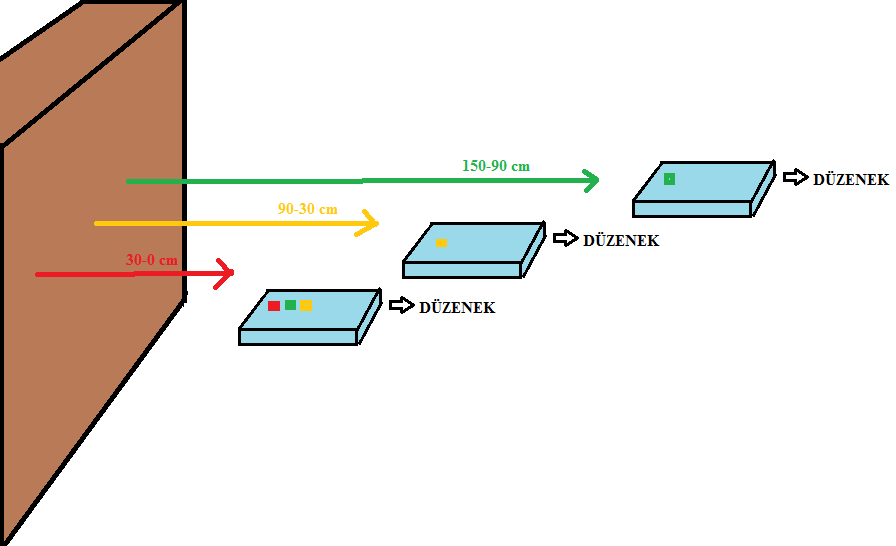 150-90 cm
DÜZENEK
90-30 cm
DÜZENEK
30-0 cm
DÜZENEK